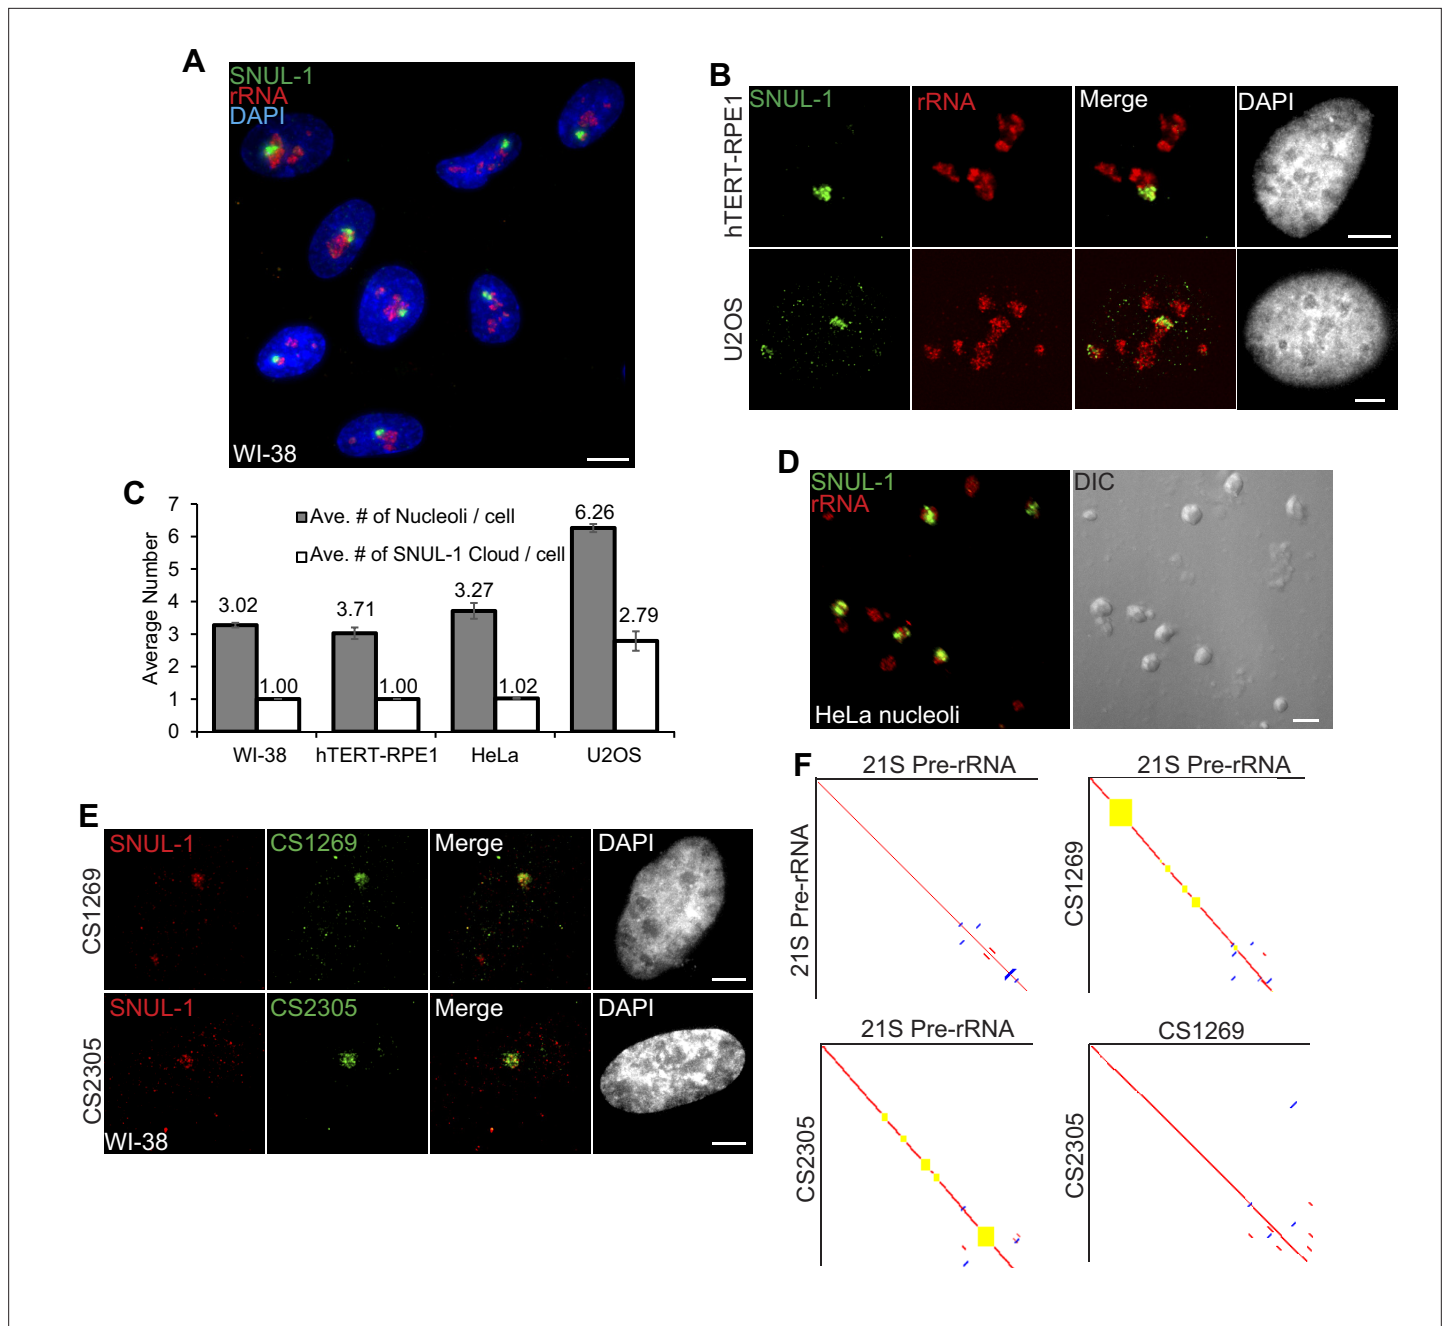 A
SNUL-1
rRNA
DAPI
WI-38
B
SNUL-1 rRNA Merge DAPI
hTERT-RPE1
U2OS
C
Average Number
7
6
5
4
3
2
1
0
Ave. # of Nucleoli / cell
Ave. # of SNUL-1 Cloud / cell
3.02 1.00 3.71 1.00 3.27 1.02 6.26 2.79
WI-38 hTERT-RPE1 HeLa U2OS
D
SNUL-1
rRNA
DIC
HeLa nucleoli
E
CS1269
SNUL-1 CS1269 Merge DAPI
CS2305
SNUL-1 CS2305 Merge DAPI
WI-38
F
21S Pre-rRNA
21S Pre-rRNA
21S Pre-rRNA
CS1269
21S Pre-rRNA
CS2305
CS1269
CS2305